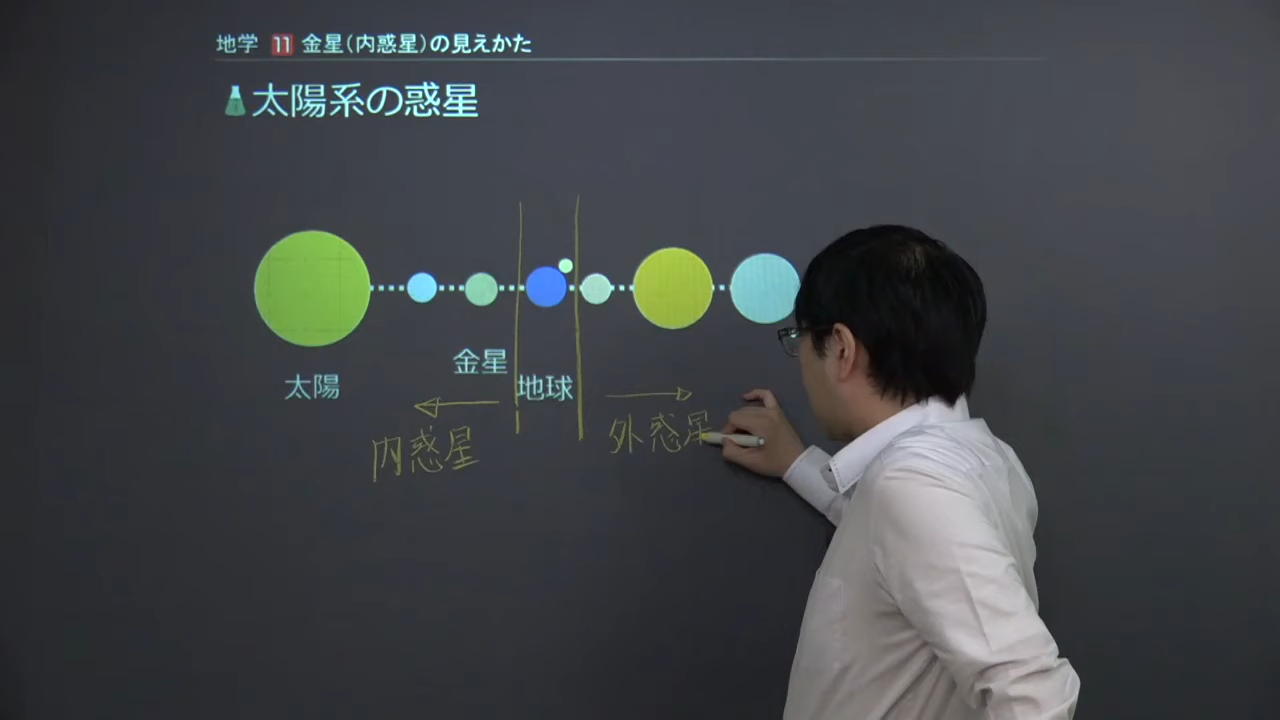 地学 11 金星(内惑星)の見えかた
太陽系の惑星
金星
太陽
地球
内惑星
外惑星